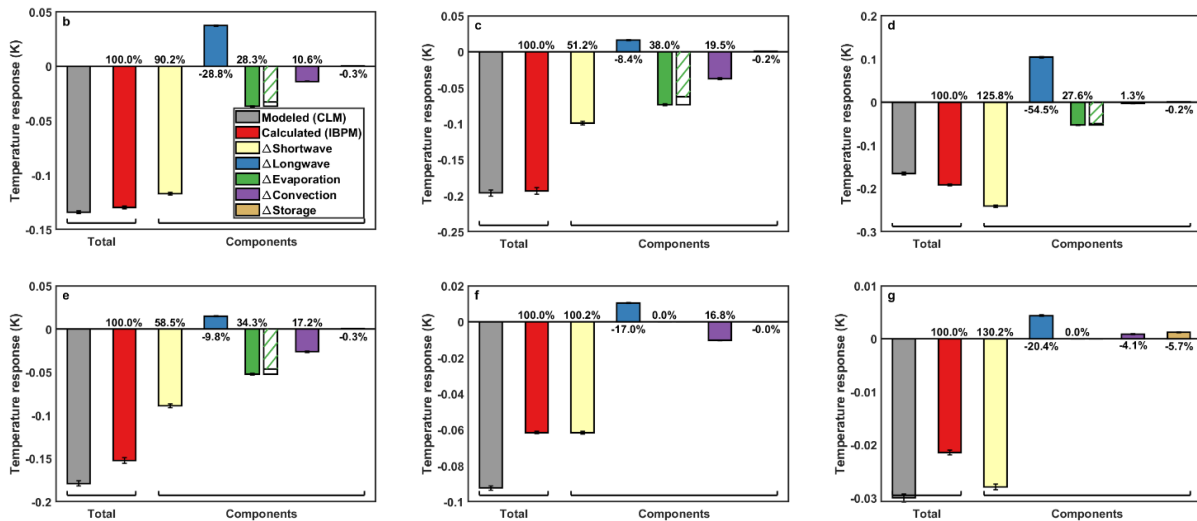 b
Temperature response (K)
0.05
0
-0.05
-0.1
-0.15
100.0% 90.2% 28.3% 10.6%
-28.8% -0.3%
Modeled (CLM)
Calculated (IBPM)
△Shortwave
△Longwave
△Evaporation
△Convection
△Storage
Total Components
c
Temperature response (K)
0.05
0
-0.05
-0.1
-0.15
-0.2
-0.25
100.0% 51.2% 38.0% 19.5%
-8.4% -0.2%
Total Components
d
Temperature response (K)
0.2
0.1
0
-0.1
-0.2
-0.3
100.0% 125.8% 27.6% 1.3%
-54.5% -0.2%
Total Components
e
Temperature response (K)
0.05
0
-0.05
-0.1
-0.15
-0.2
100.0% 58.5% 34.3% 17.2%
-9.8% -0.3%
Total Components
f
Temperature response (K)
0.02
0
-0.02
-0.04
-0.06
-0.08
-0.1
100.0% 100.2% 0.0% 16.8%
-17.0% -0.0%
Total Components
g
Temperature response (K)
0.01
0
-0.01
-0.02
-0.03
100.0% 130.2% 0.0%
-20.4% -4.1% -5.7%
Total Components